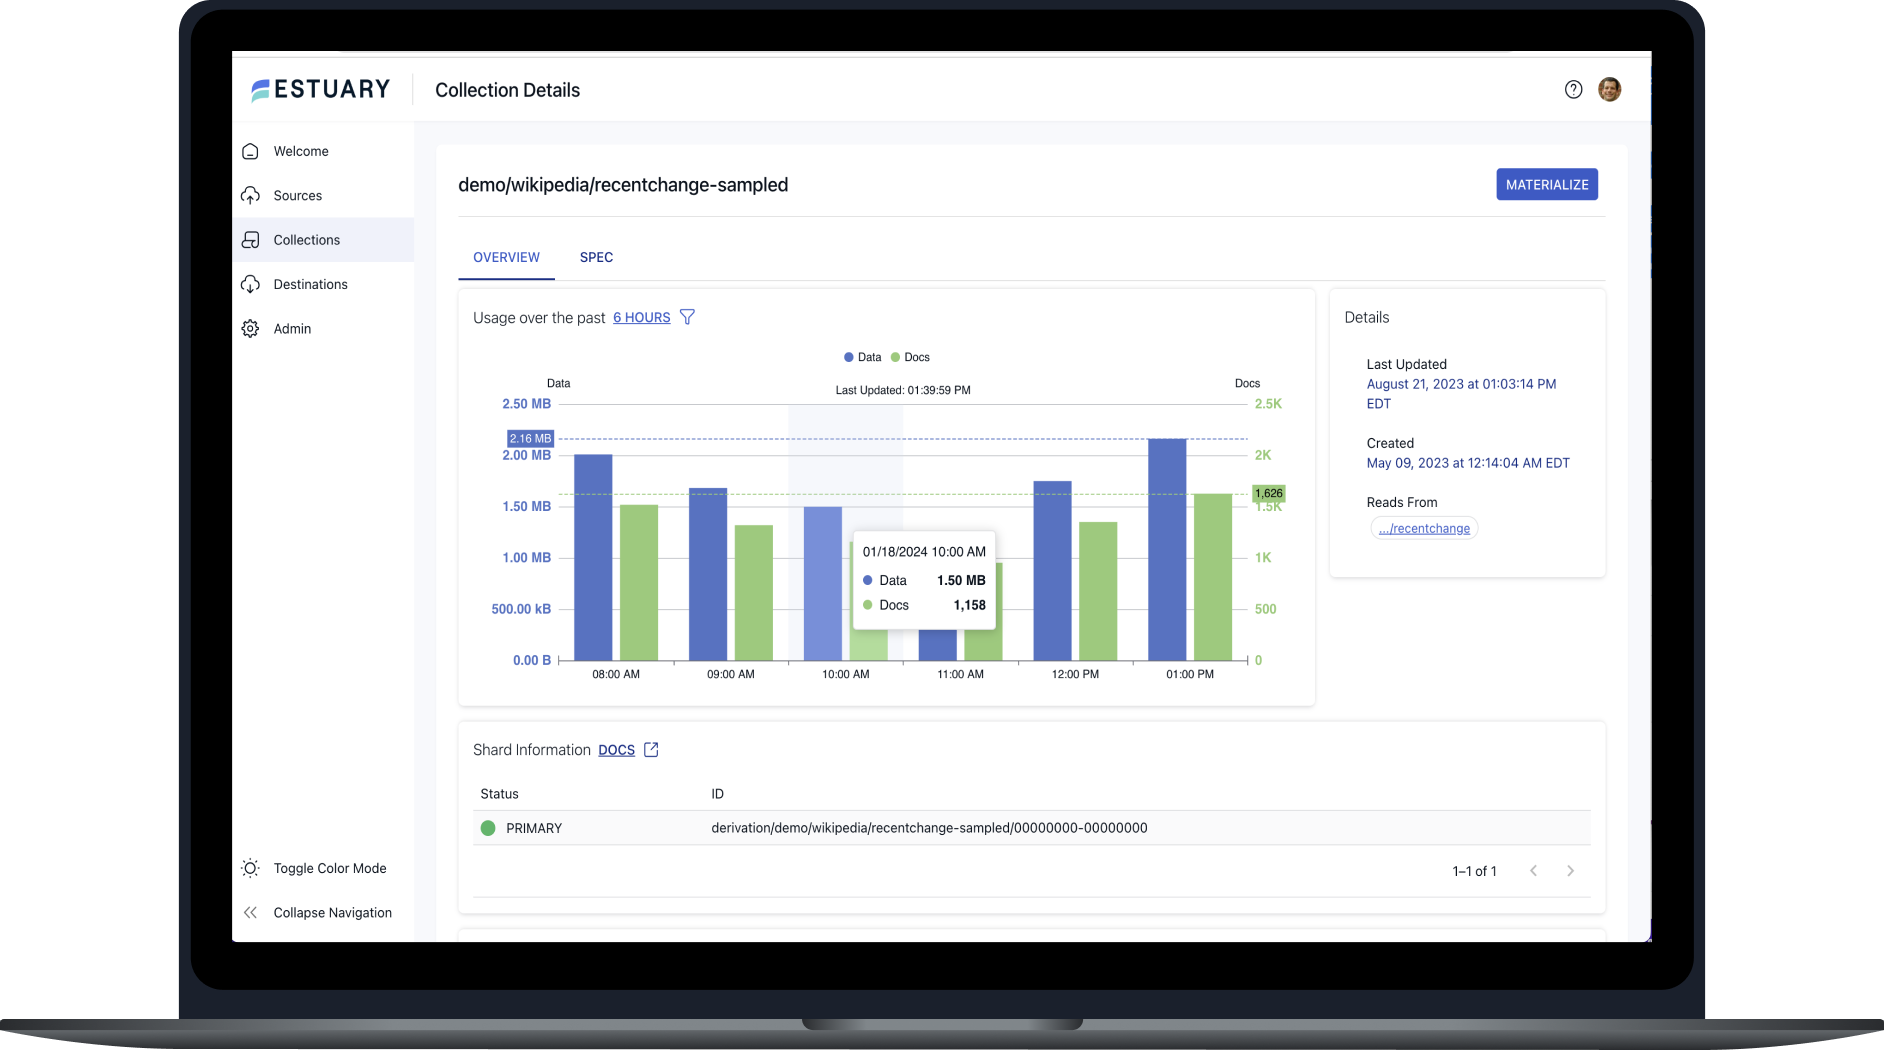 ESTUARY
Collection Details
Welcome
Sources
Collections
Destinations
Admin
Toggle Color Mode
Collapse Navigation
demo/wikipedia/recentchange-sampled
MATERIALIZE
OVERVIEW SPEC
Usage over the past 6 HOURS
Data Docs
Last Updated: 01:39:59 PM
Data
Docs
2.50 MB
2.16 MB
2.00 MB
1.50 MB
1.00 MB
500.00 kB
0.00 B
2.5K
2K
1,626
1.5K
1K
500
0
01/18/2024 10:00 AM
Data 1.50 MB
Docs 1,158
08:00 AM 09:00 AM 10:00 AM 11:00 AM 12:00 PM 01:00 PM
Details
Last Updated
August 21, 2023 at 01:03:14 PM
EDT
Created
May 09, 2023 at 12:14:04 AM EDT
Reads From
.../recentchange
Shard Information DOCS
Status ID
PRIMARY derivation/demo/wikipedia/recentchange-sampled/00000000-00000000
1–1 of 1